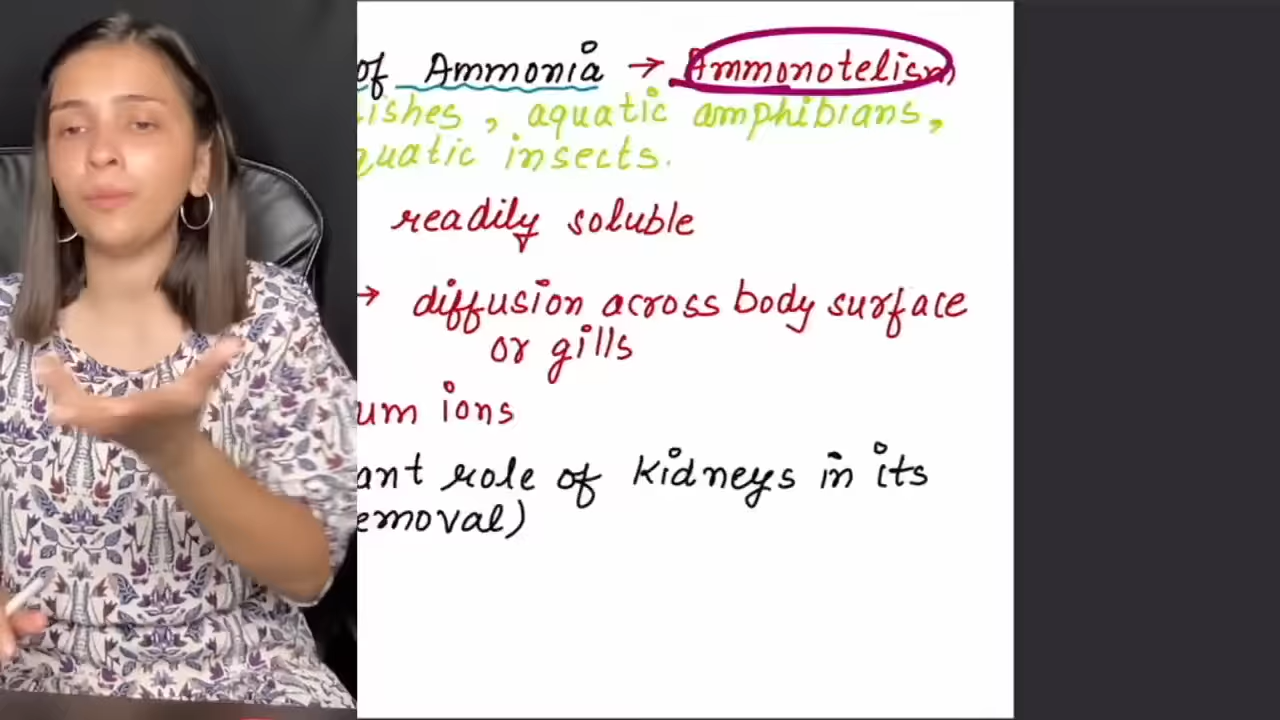 of Ammonia → Ammonotelism
ishes, aquatic amphibians,
quatic insects.
readily soluble
→ diffusion across body surface
or gills
um ions
ant role of kidneys in its
emoval)